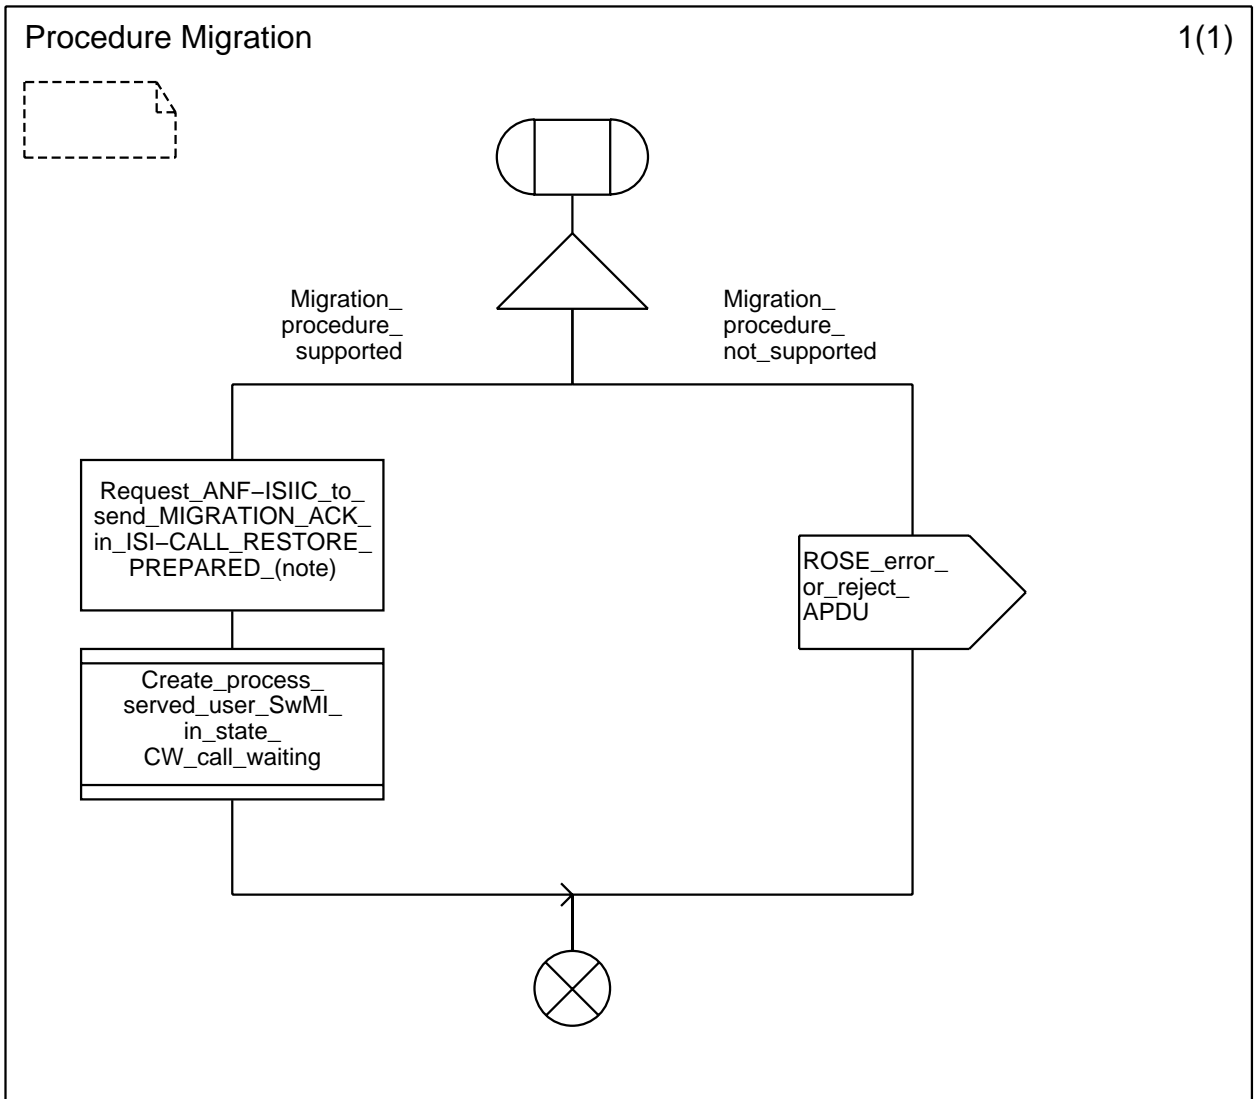 Procedure Migration
1(1)
Migration_
procedure_
supported
Migration_
procedure_
not_supported
Request_ANF−ISIIC_to_
send_MIGRATION_ACK_
in_ISI−CALL_RESTORE_
PREPARED_(note)
ROSE_error_
or_reject_
APDU
Create_process_
served_user_SwMI_
in_state_
CW_call_waiting